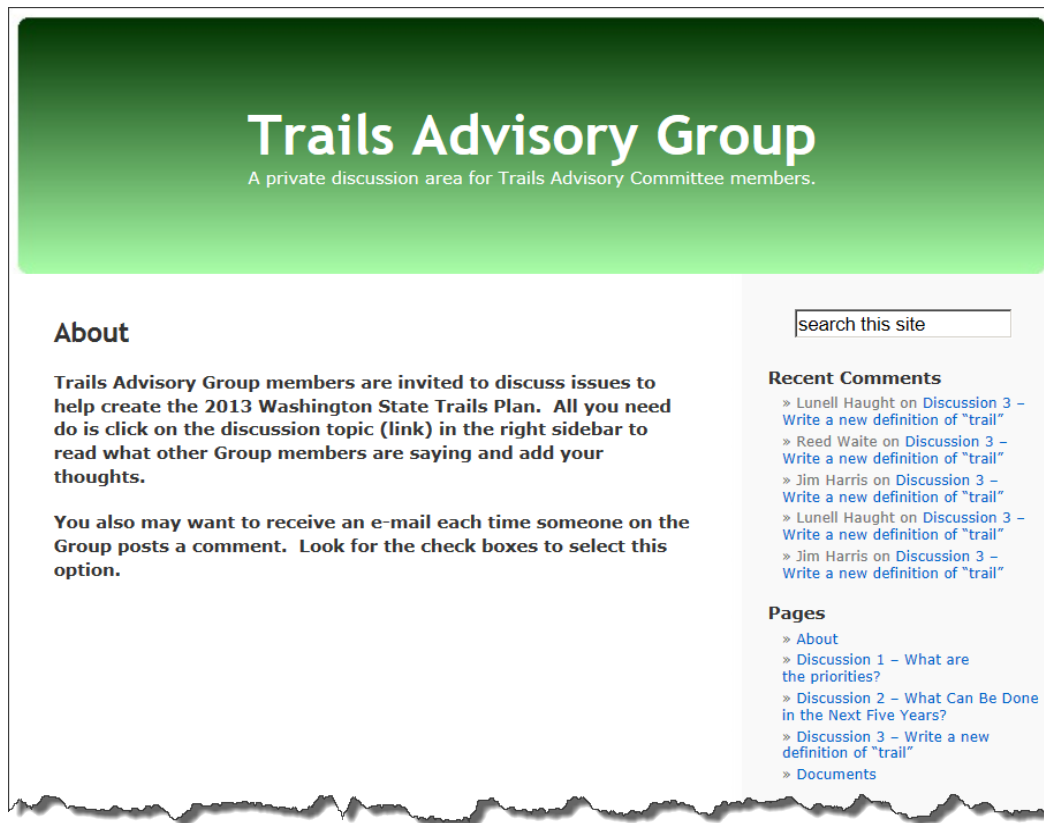 Trails Advisory Group
A private discussion area for Trails Advisory Committee members.
About
Trails Advisory Group members are invited to discuss issues to
help create the 2013 Washington State Trails Plan.  All you need
do is click on the discussion topic (link) in the right sidebar to
read what other Group members are saying and add your
thoughts.
You also may want to receive an e-mail each time someone on the
Group posts a comment.  Look for the check boxes to select this
option.
search this site
Recent Comments
» Lunell Haught on Discussion 3 –
Write a new definition of “trail”
» Reed Waite on Discussion 3 –
Write a new definition of “trail”
» Jim Harris on Discussion 3 –
Write a new definition of “trail”
» Lunell Haught on Discussion 3 –
Write a new definition of “trail”
» Jim Harris on Discussion 3 –
Write a new definition of “trail”
Pages
» About
» Discussion 1 – What are
the priorities?
» Discussion 2 – What Can Be Done
in the Next Five Years?
» Discussion 3 – Write a new
definition of “trail”
» Documents